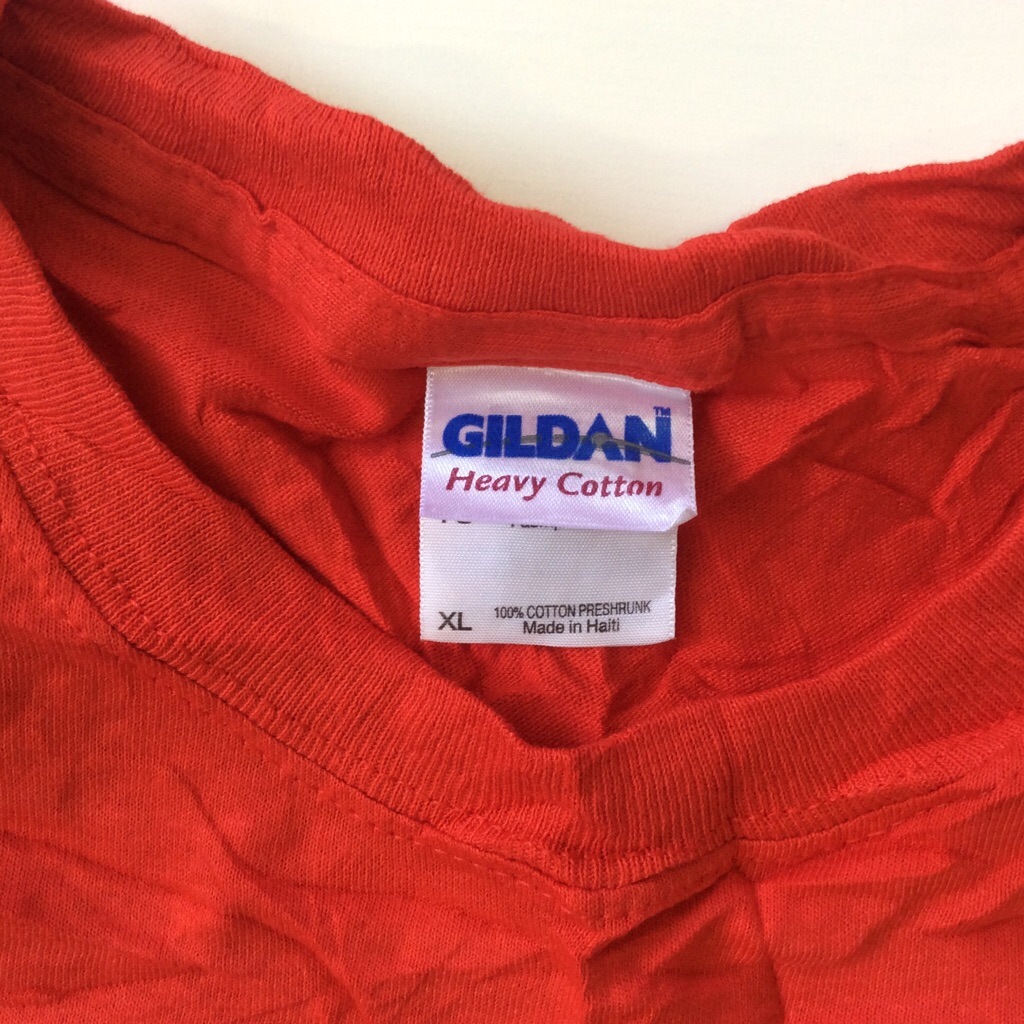 GILDAN™
Heavy Cotton
XL
100% COTTON PRESHRUNK
Made in Haiti